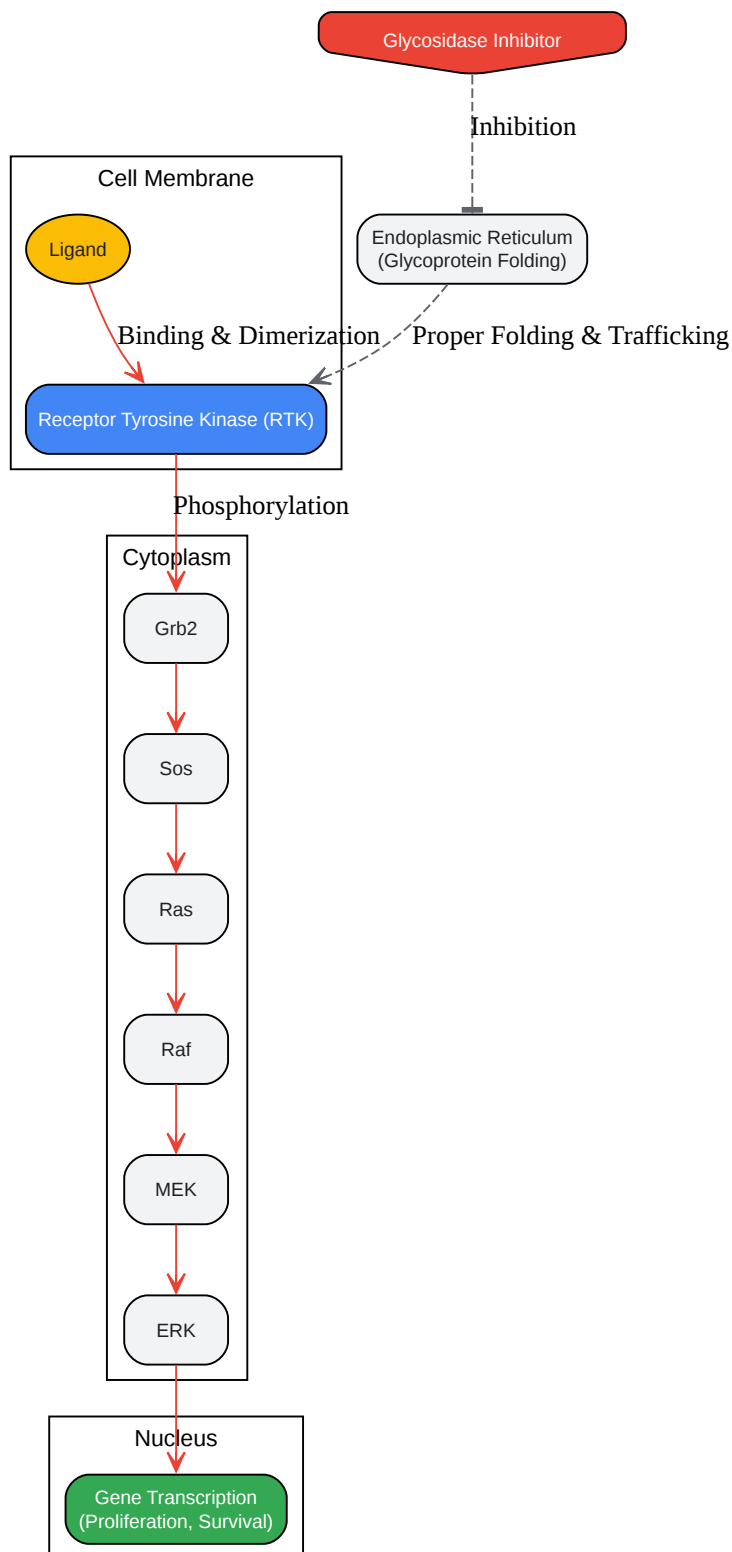 Glycosidase Inhibitor
Inhibition
Cell Membrane
Ligand
Endoplasmic Reticulum
(Glycoprotein Folding)
Binding & Dimerization
Proper Folding & Trafficking
Receptor Tyrosine Kinase (RTK)
Phosphorylation
Cytoplasm
Grb2
Sos
Ras
Raf
MEK
ERK
Nucleus
Gene Transcription
(Proliferation, Survival)